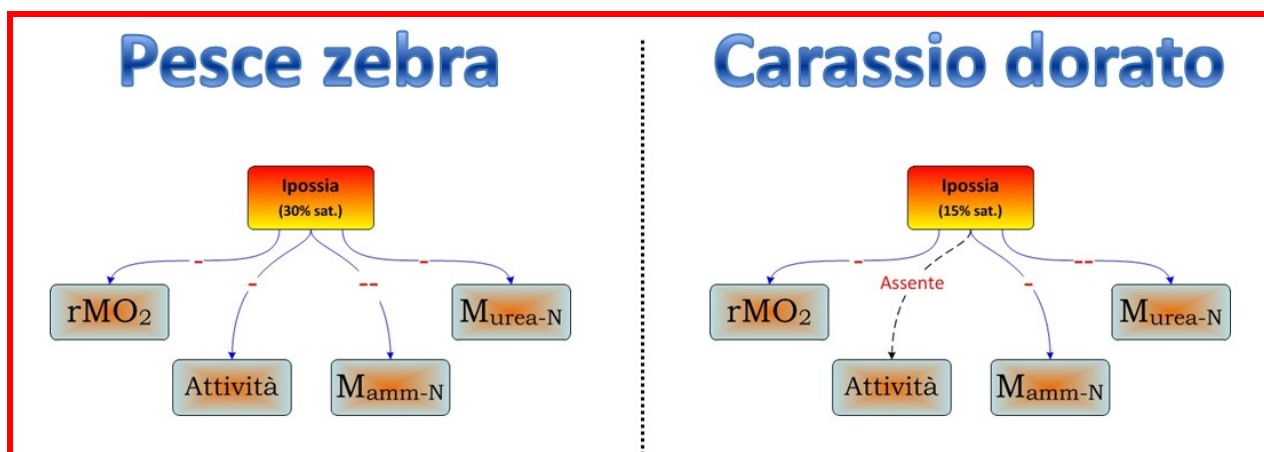 Pesce zebra
Ipossia
(30% sat.)
-
-
--
-
rMO₂
Attività
Mamm-N
Murea-N
Carassio dorato
Ipossia
(15% sat.)
-
Assente
-
--
rMO₂
Attività
Mamm-N
Murea-N